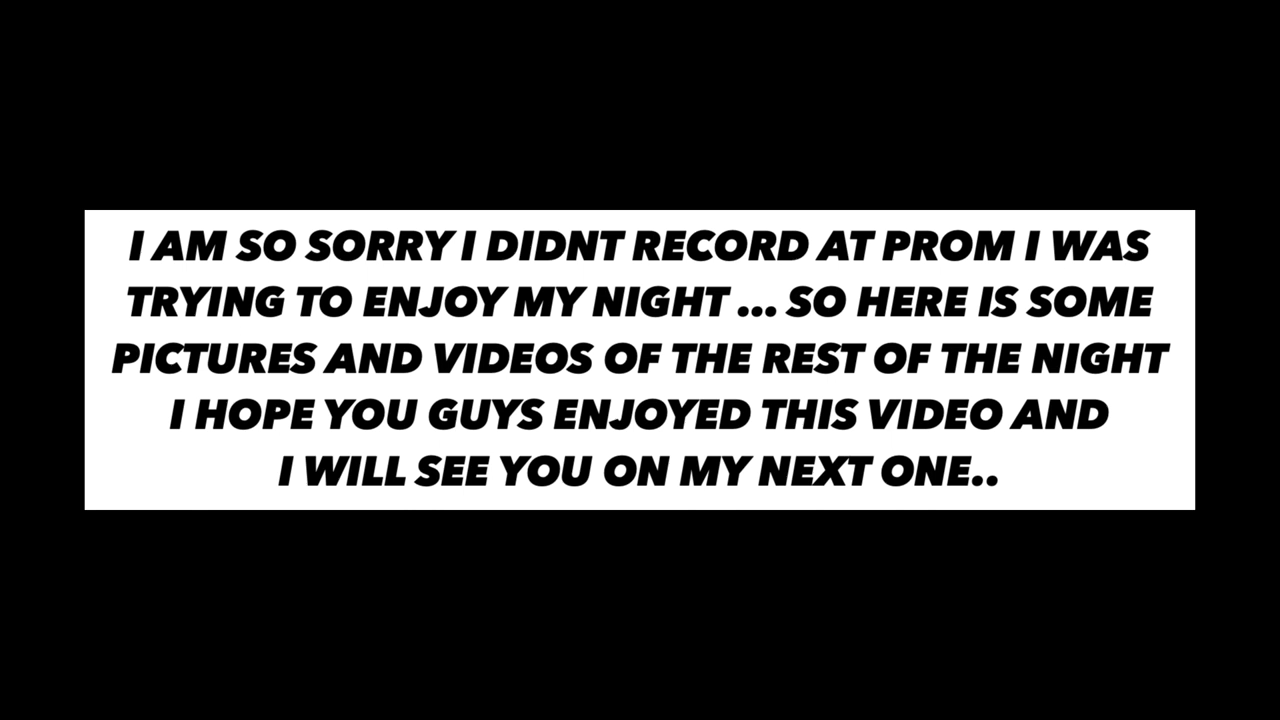 I AM SO SORRY I DIDNT RECORD AT PROM I WAS
TRYING TO ENJOY MY NIGHT ... SO HERE IS SOME
PICTURES AND VIDEOS OF THE REST OF THE NIGHT
I HOPE YOU GUYS ENJOYED THIS VIDEO AND
I WILL SEE YOU ON MY NEXT ONE..